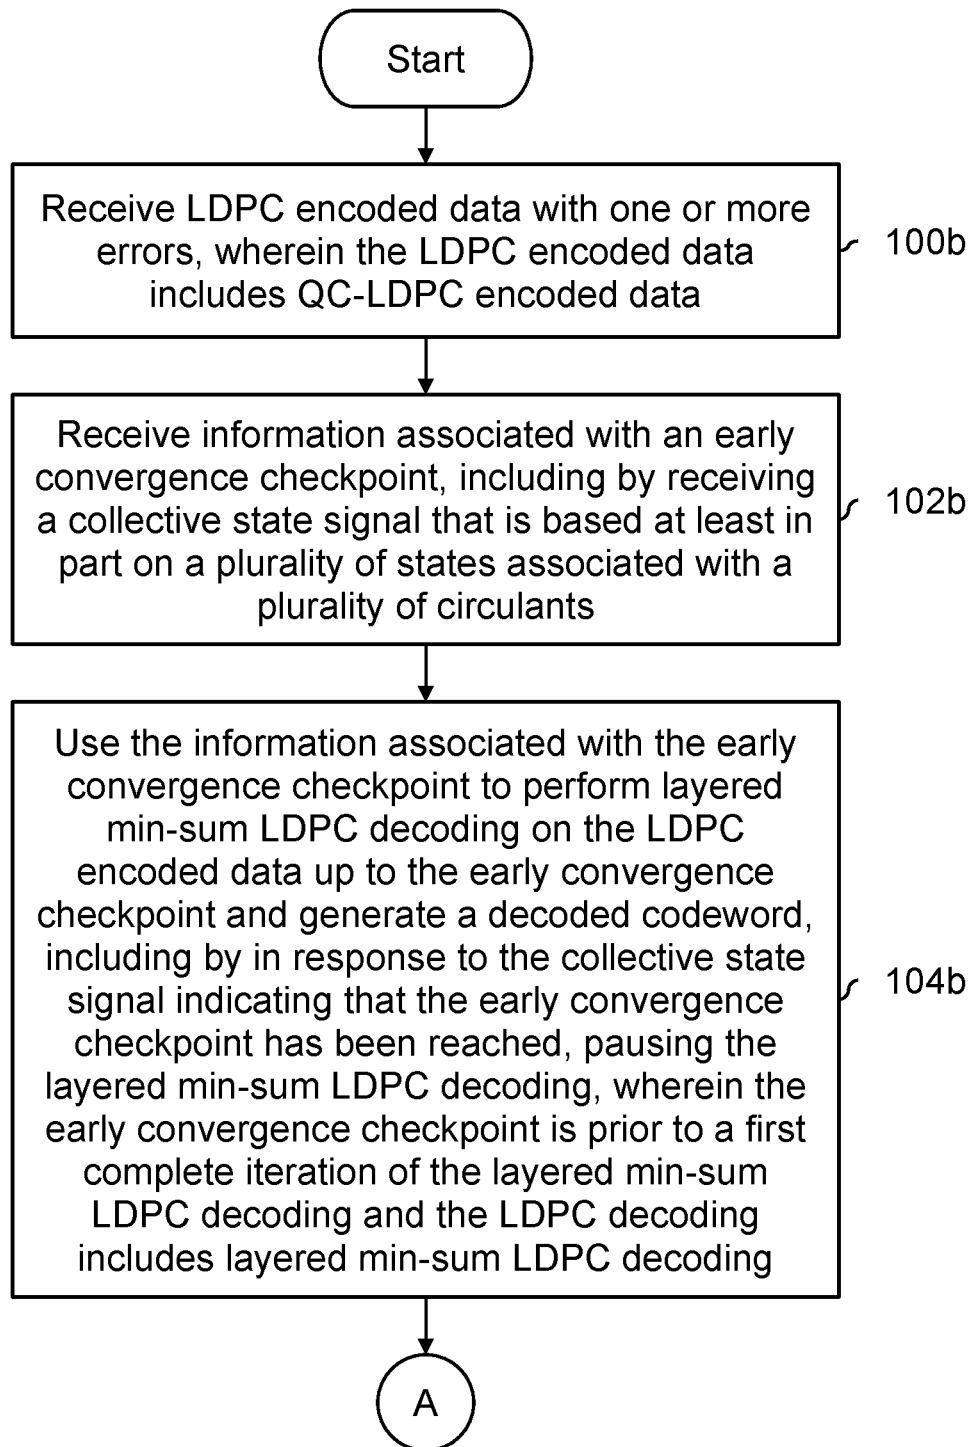 Start
Receive LDPC encoded data with one or more
errors, wherein the LDPC encoded data
includes QC-LDPC encoded data
100b
Receive information associated with an early
convergence checkpoint, including by receiving
a collective state signal that is based at least in
part on a plurality of states associated with a
plurality of circulants
102b
Use the information associated with the early
convergence checkpoint to perform layered
min-sum LDPC decoding on the LDPC
encoded data up to the early convergence
checkpoint and generate a decoded codeword,
including by in response to the collective state
signal indicating that the early convergence
checkpoint has been reached, pausing the
layered min-sum LDPC decoding, wherein the
early convergence checkpoint is prior to a first
complete iteration of the layered min-sum
LDPC decoding and the LDPC decoding
includes layered min-sum LDPC decoding
104b
A